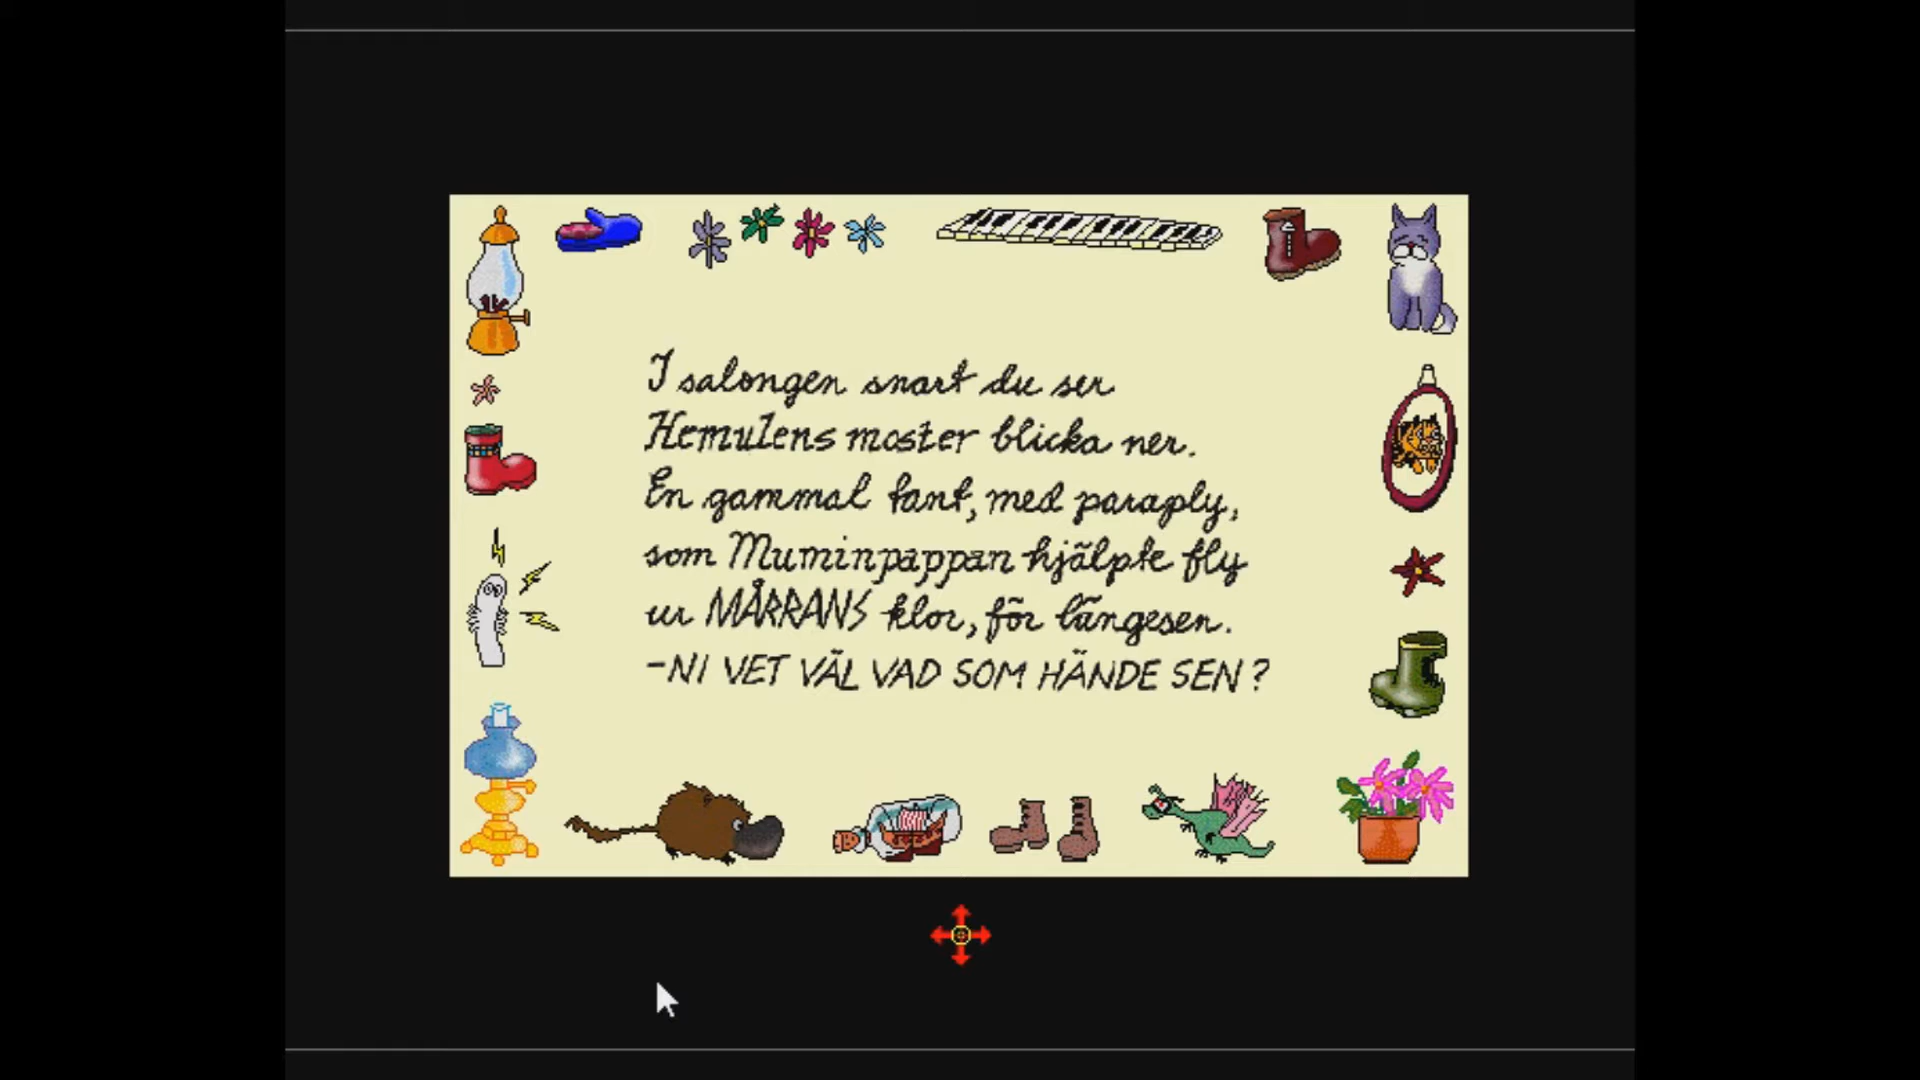 I salongen snart du ser
Hemulens moster blicka ner.
En gammal tant, med paraply,
som Muminpappan hjälpte fly
ur MÅRRANS klor, för längesen.
-NI VET VÄL VAD SOM HÄNDE SEN?